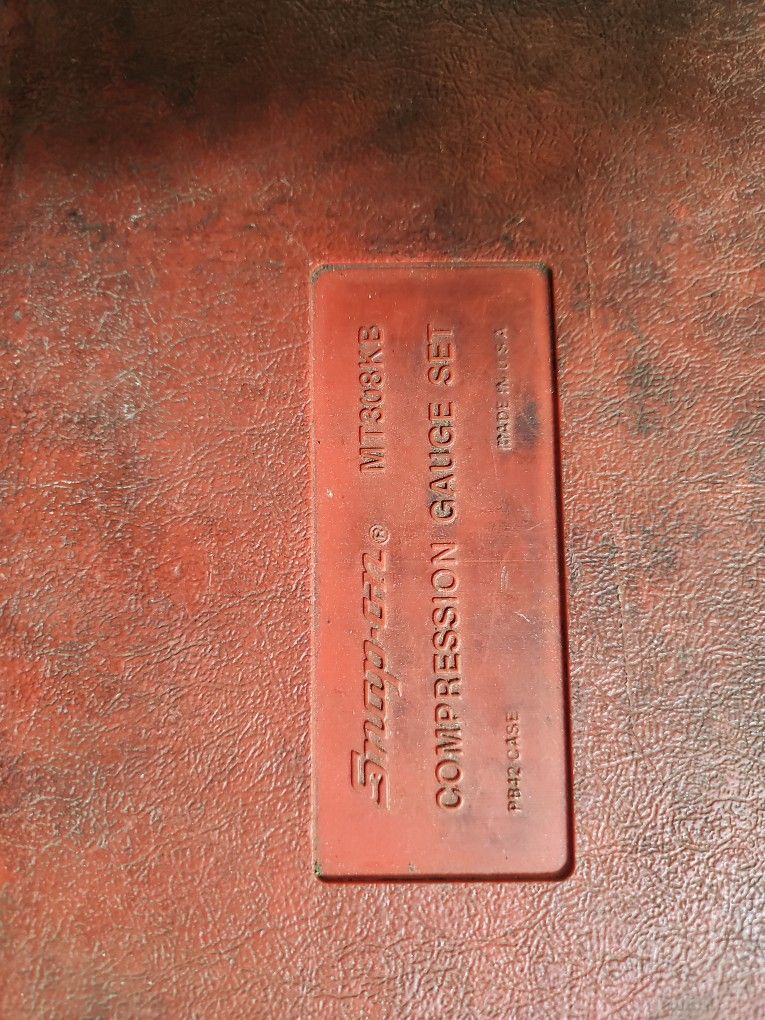 Snap-on® MT308KB
COMPRESSION GAUGE SET
PB42 CASE MADE IN U.S.A